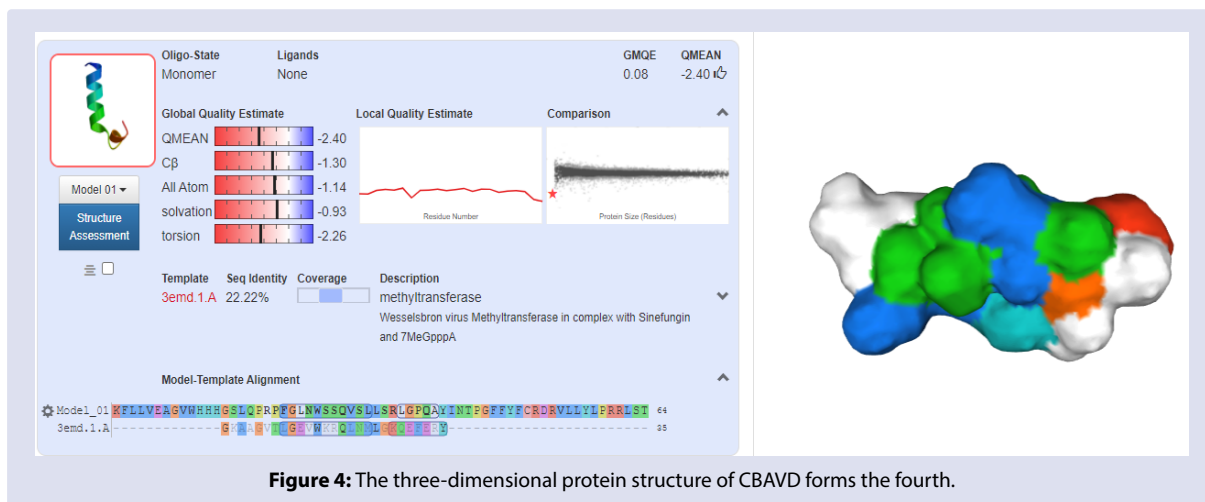 Oligo-State Ligands GMQE QMEAN
Monomer None 0.08 -2.40
Global Quality Estimate Local Quality Estimate Comparison
QMEAN -2.40
Cβ -1.30
All Atom -1.14
solvation -0.93
torsion -2.26
Residue Number
Protein Size (Residues)
Model 01
Structure
Assessment
Template Seq Identity Coverage Description
3emd.1.A 22.22% methyltransferase
Wesselsbron virus Methyltransferase in complex with Sinefungin
and 7MeGpppA
Model-Template Alignment
Model_01 KFLLVEAGVWHHHGSLQPRPFGLNWSSQVSLLSRLGPQAYINTPGFFYFCRDRVLLYLPRRLST 64
3emd.1.A 35
Figure 4: The three-dimensional protein structure of CBAVD forms the fourth.